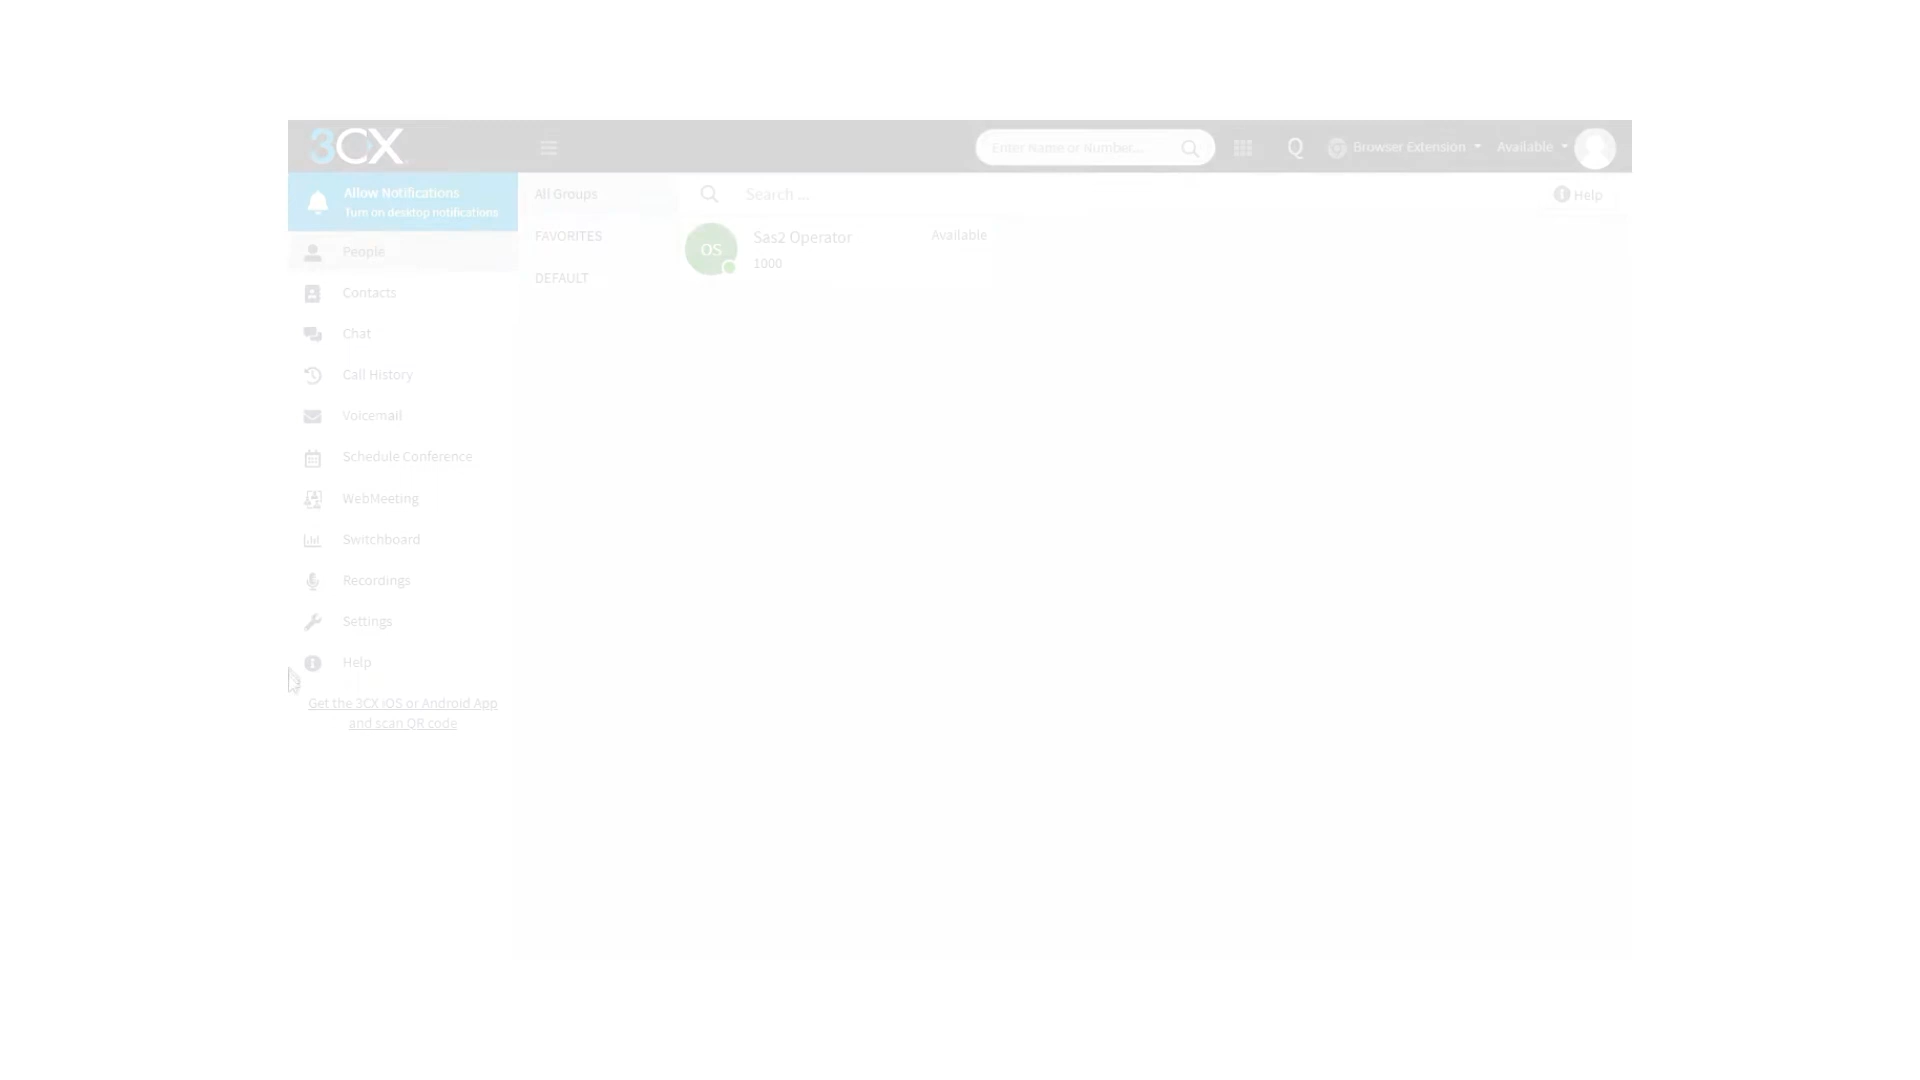 3CX
Enter Name or Number...
Q
Browser Extension
Available
Allow Notifications
Turn on desktop notifications
People
Contacts
Chat
Call History
Voicemail
Schedule Conference
WebMeeting
Switchboard
Recordings
Settings
Help
Get the 3CX iOS or Android App
and scan QR code
All Groups
FAVORITES
DEFAULT
Search ...
Help
OS
Sas2 Operator
Available
1000